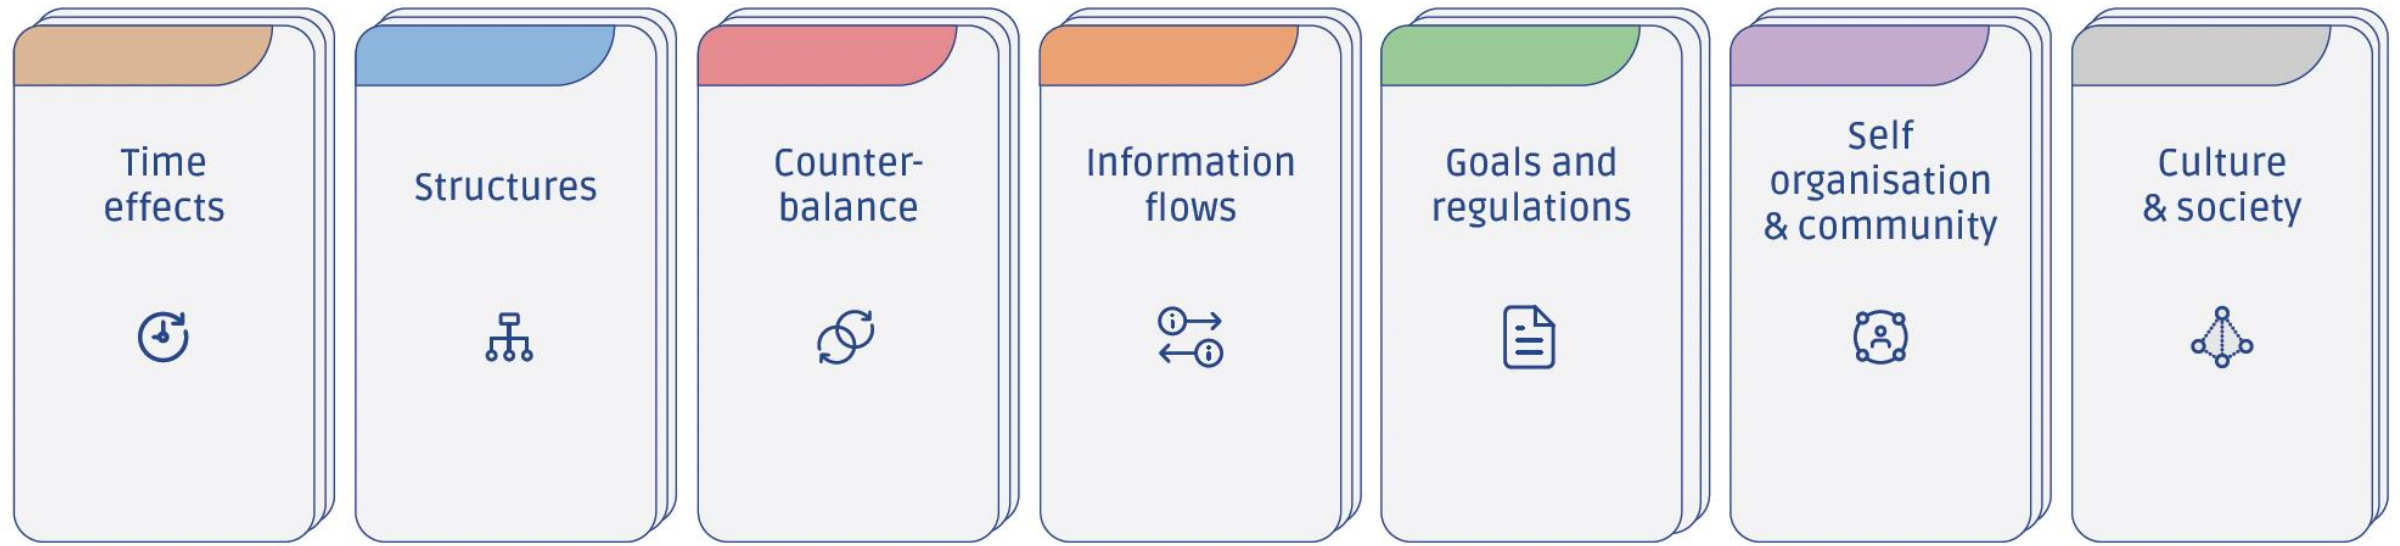 Time
effects
Structures
Counter-
balance
Information
flows
Goals and
regulations
Self
organisation
& community
Culture
& society